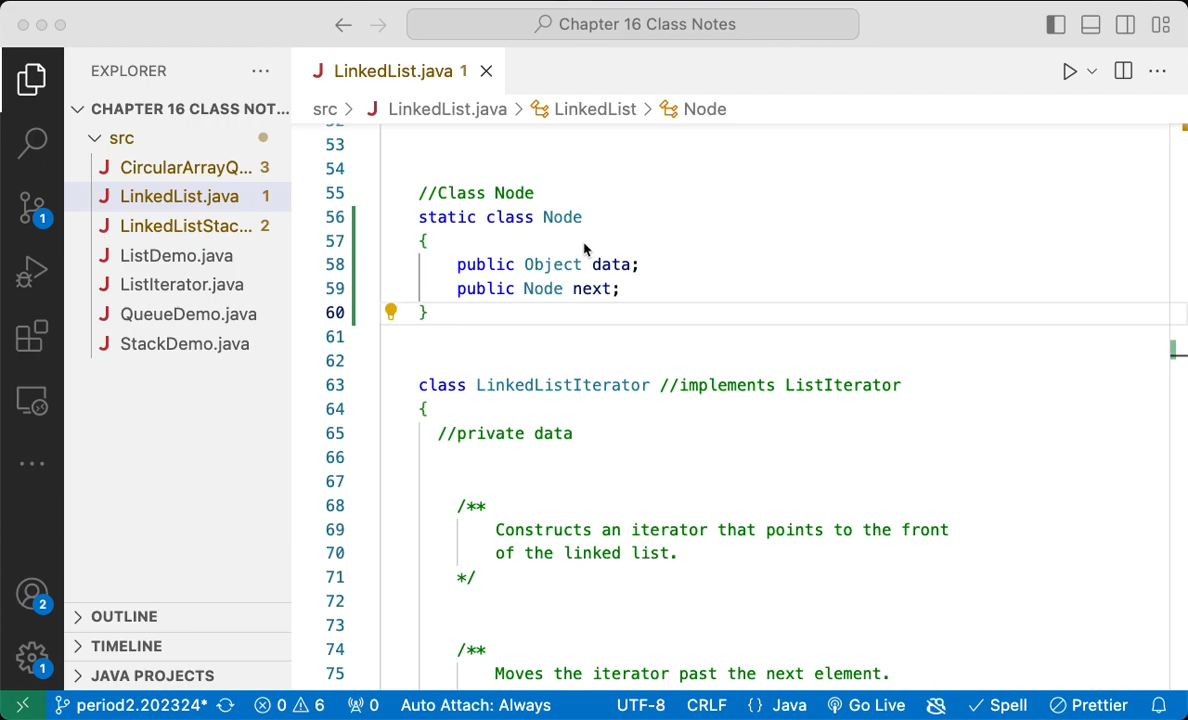 Chapter 16 Class Notes
EXPLORER
CHAPTER 16 CLASS NOT...
src
CircularArrayQ... 3
LinkedList.java 1
LinkedListStac... 2
ListDemo.java
ListIterator.java
QueueDemo.java
StackDemo.java
OUTLINE
TIMELINE
JAVA PROJECTS
1
2
1
J LinkedList.java 1
src > J LinkedList.java > LinkedList > Node
53
54
55 //Class Node
56 static class Node
57 {
58 public Object data;
59 public Node next;
60 }
61
62
63 class LinkedListIterator //implements ListIterator
64 {
65 //private data
66
67
68 /**
69 Constructs an iterator that points to the front
70 of the linked list.
71 */
72
73
74 /**
75 Moves the iterator past the next element.
period2.202324* 0 6 0 Auto Attach: Always UTF-8 CRLF {} Java Go Live Spell Prettier